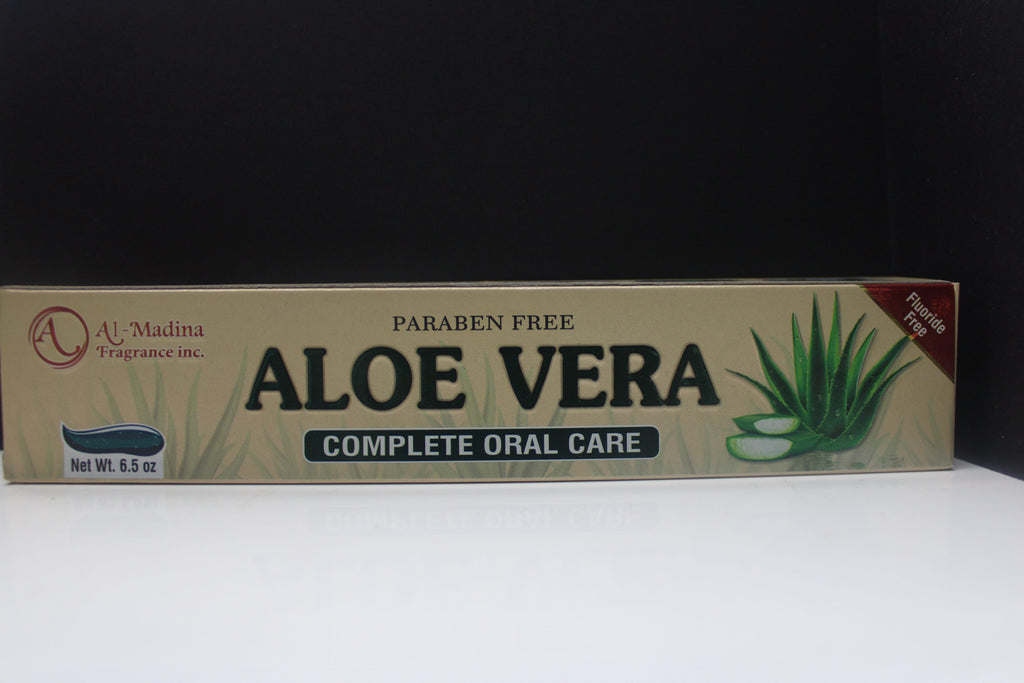 A
Al-Madina
Fragrance inc.
PARABEN FREE
ALOE VERA
COMPLETE ORAL CARE
Net Wt. 6.5 oz
Fluoride
Free